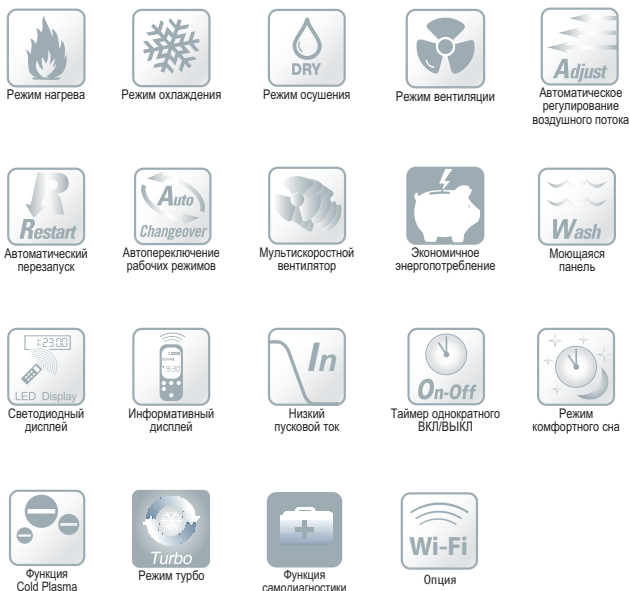 DRY
Adjust
Режим нагрева
Режим охлаждения
Режим осушения
Режим вентиляции
Автоматическое
регулирование
воздушного потока
R
Restart
Auto
Changeover
Wash
Автоматический
перезапуск
Автопереключение
рабочих режимов
Мультискоростной
вентилятор
Экономичное
энергопотребление
Моющаяся
панель
23:00
LED Display
9:30
In
On-Off
Светодиодный
дисплей
Информативный
дисплей
Низкий
пусковой ток
Таймер однократного
ВКЛ/ВЫКЛ
Режим
комфортного сна
Turbo
Wi-Fi
Функция
Cold Plasma
Режим турбо
Функция
самодиагностики
Опция